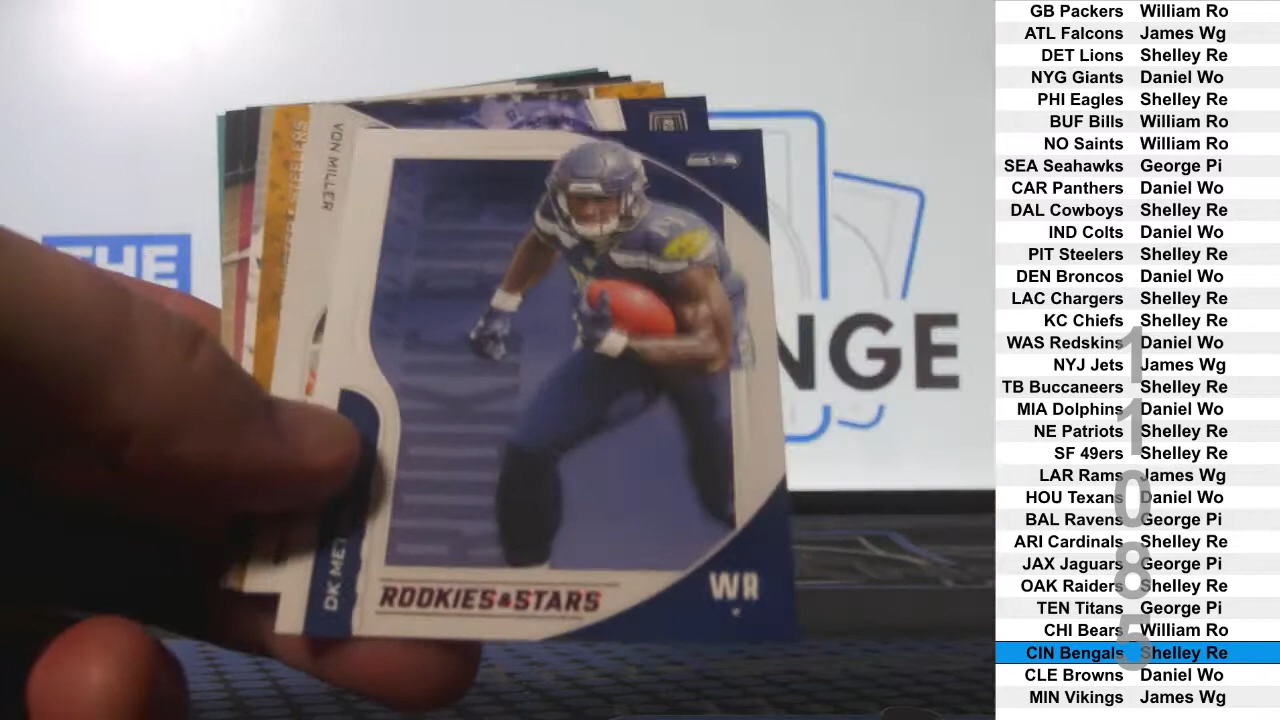 THE
NGE
VON MILLER
DK MET
ROOKIES&STARS
WR
GB Packers William Ro
ATL Falcons James Wg
DET Lions Shelley Re
NYG Giants Daniel Wo
PHI Eagles Shelley Re
BUF Bills William Ro
NO Saints William Ro
SEA Seahawks George Pi
CAR Panthers Daniel Wo
DAL Cowboys Shelley Re
IND Colts Daniel Wo
PIT Steelers Shelley Re
DEN Broncos Daniel Wo
LAC Chargers Shelley Re
KC Chiefs Shelley Re
WAS Redskins Daniel Wo
NYJ Jets James Wg
TB Buccaneers Shelley Re
MIA Dolphins Daniel Wo
NE Patriots Shelley Re
SF 49ers Shelley Re
LAR Rams James Wg
HOU Texans Daniel Wo
BAL Ravens George Pi
ARI Cardinals Shelley Re
JAX Jaguars George Pi
OAK Raiders Shelley Re
TEN Titans George Pi
CHI Bears William Ro
CIN Bengals Shelley Re
CLE Browns Daniel Wo
MIN Vikings James Wg
11085